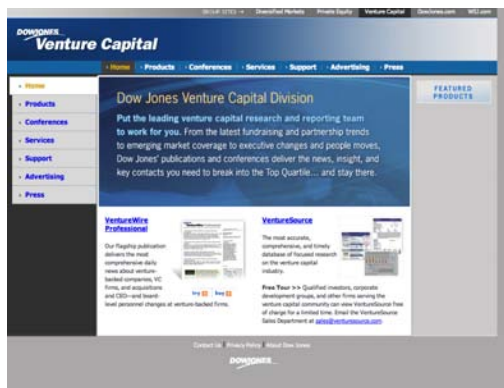 GROUP SITES → Diversified Markets Private Equity Venture Capital DowJones.com WSJ.com
DOWJONES
Venture Capital
Home Products Conferences Services Support Advertising Press
Home
Products
Conferences
Services
Support
Advertising
Press
Dow Jones Venture Capital Division
Put the leading venture capital research and reporting team
to work for you. From the latest fundraising and partnership trends
to emerging market coverage to executive changes and people moves,
Dow Jones' publications and conferences deliver the news, insight, and
key contacts you need to break into the Top Quartile... and stay there.
FEATURED
PRODUCTS
VentureWire
Professional
Our flagship publication
delivers the most
comprehensive daily
news about venture-
backed companies, VC
firms, and acquisitions
and CEO—and board-
level personnel changes at venture-backed firms.
try buy
VentureSource
The most accurate,
comprehensive, and timely
database of focused research
on the venture capital
industry.
Free Tour >> Qualified investors, corporate
development groups, and other firms serving the
venture capital community can view VentureSource free
of charge for a limited time. Email the VentureSource
Sales Department at sales@venturesource.com.
Contact Us | Privacy Policy | About Dow Jones
DOWJONES